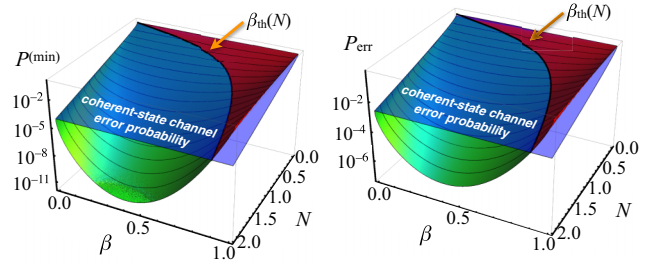 β_th(N)
P^(min)
10^-2
10^-5
10^-8
10^-11
coherent-state channel
error probability
0.0
0.5
1.0
β
0.0
0.5
1.0
1.5
2.0
N
β_th(N)
P_err
10^-2
10^-4
10^-6
coherent-state channel
error probability
0.0
0.5
1.0
β
0.0
0.5
1.0
1.5
2.0
N